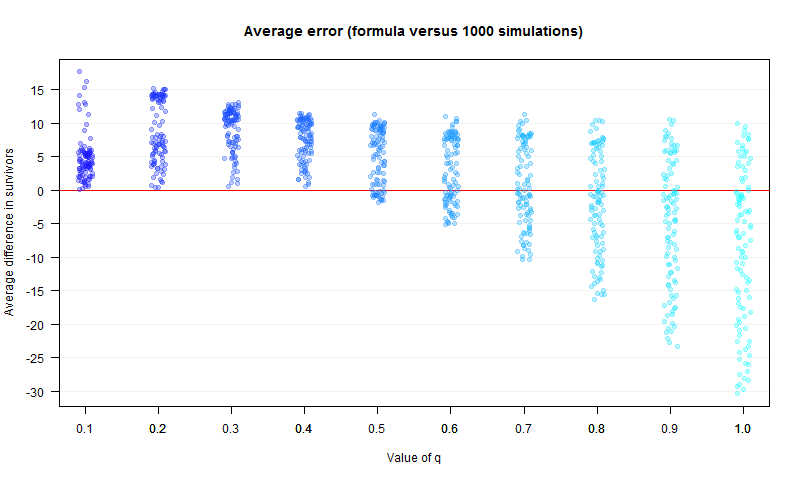 Average error (formula versus 1000 simulations)
Average difference in survivors
15
10
5
0
-5
-10
-15
-20
-25
-30
0.1 0.2 0.3 0.4 0.5 0.6 0.7 0.8 0.9 1.0
Value of q